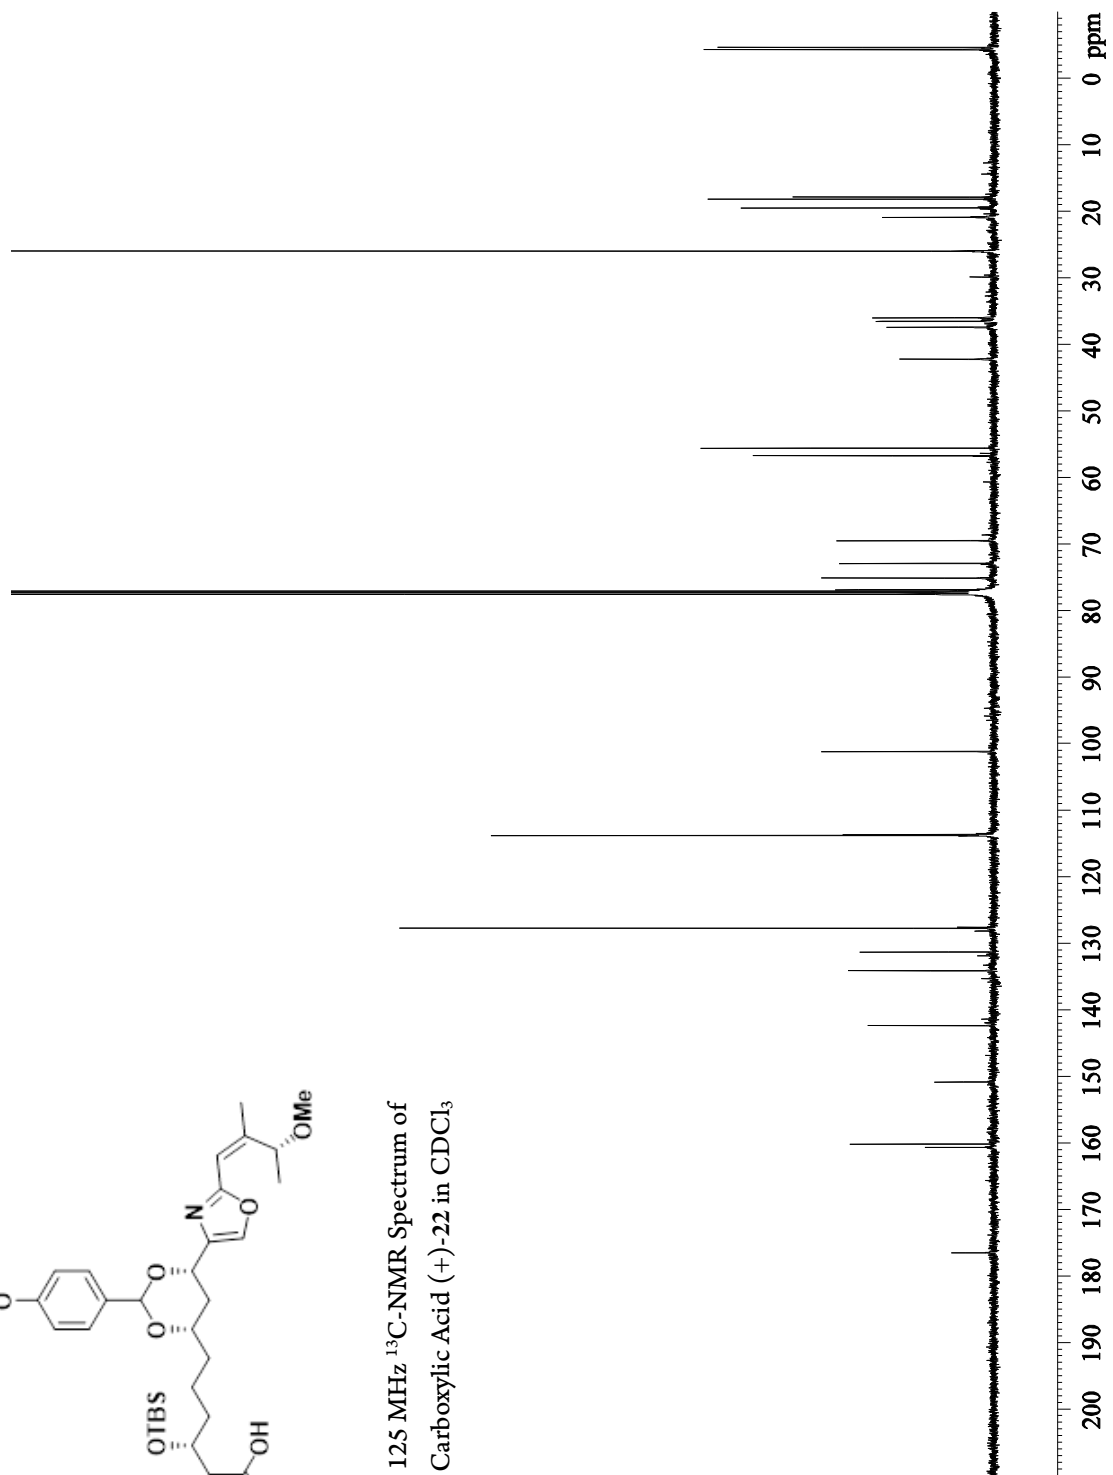 O
O
O
OTBS
OH
N
O
OMe
125 MHz ¹³C-NMR Spectrum of
Carboxylic Acid (+)-22 in CDCl₃
200 190 180 170 160 150 140 130 120 110 100 90 80 70 60 50 40 30 20 10 0 ppm